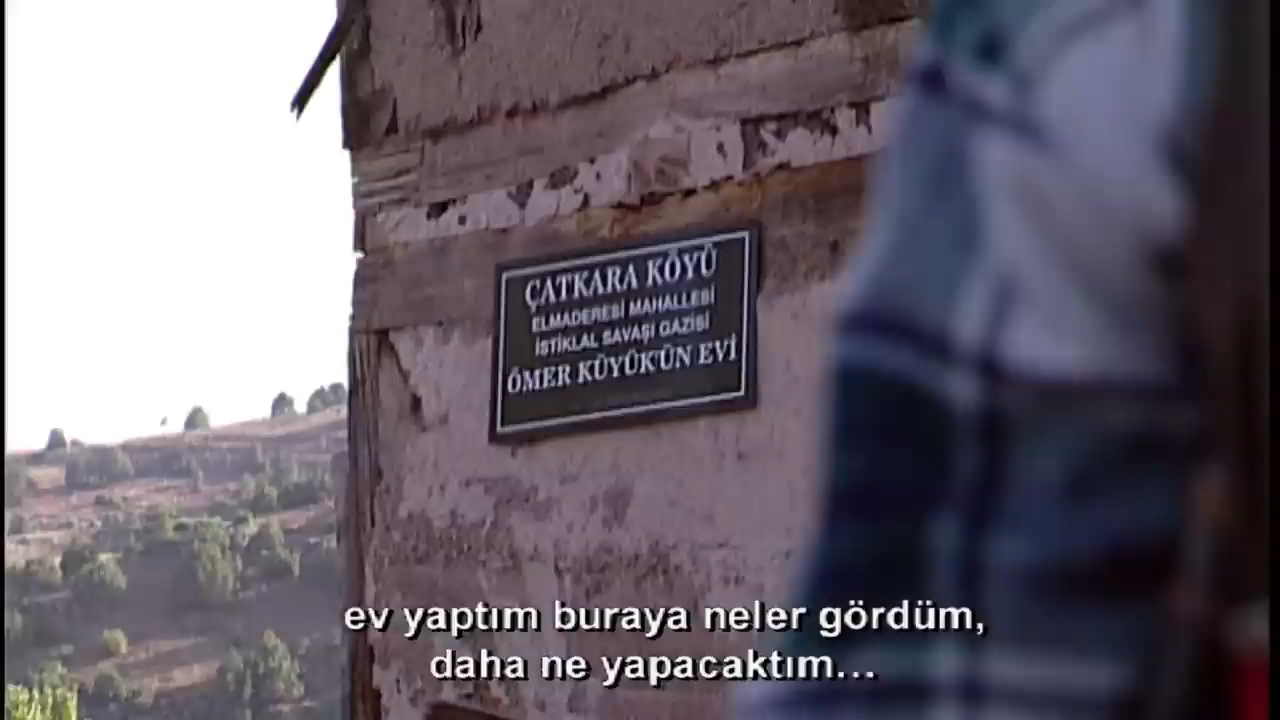 ÇATKARA KÖYÜ
ELMADERESİ MAHALLESİ
İSTİKLAL SAVAŞI GAZİSİ
ÖMER KÜYÜK'ÜN EVİ
ev yaptım buraya neler gördüm,
daha ne yapacaktım...